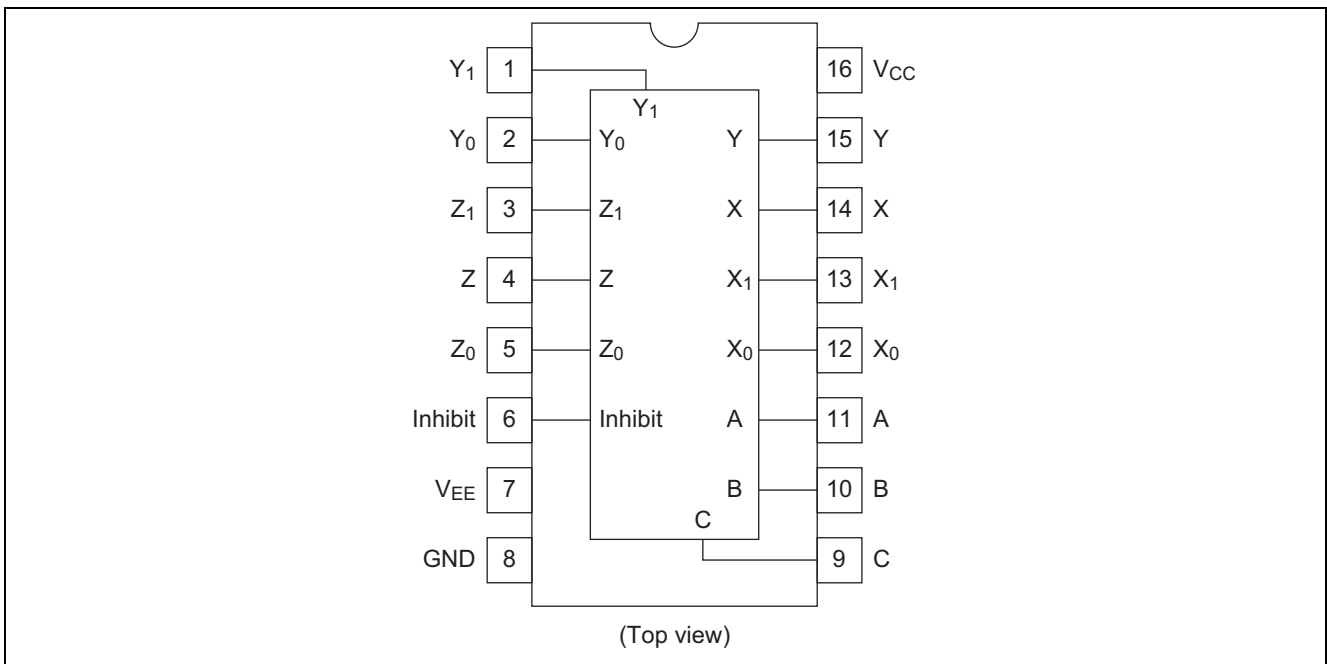 Y1 1 16 VCC
Y1
Y0 2 Y0 Y 15 Y
Z1 3 Z1 X 14 X
Z 4 Z X1 13 X1
Z0 5 Z0 X0 12 X0
Inhibit 6 Inhibit A 11 A
VEE 7 B 10 B
C
GND 8 9 C
(Top view)